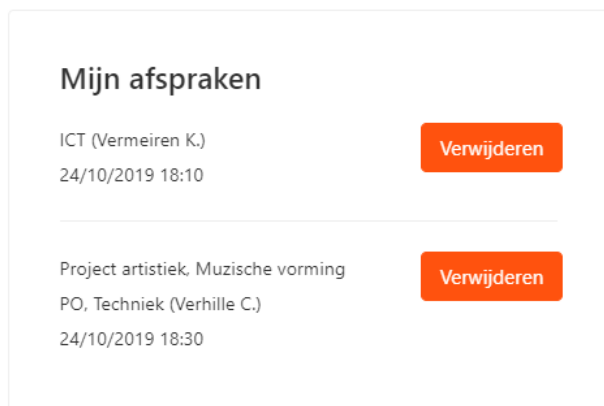 Mijn afspraken
ICT (Vermeiren K.)
Verwijderen
24/10/2019 18:10
Project artistiek, Muzische vorming
Verwijderen
PO, Techniek (Verhille C.)
24/10/2019 18:30